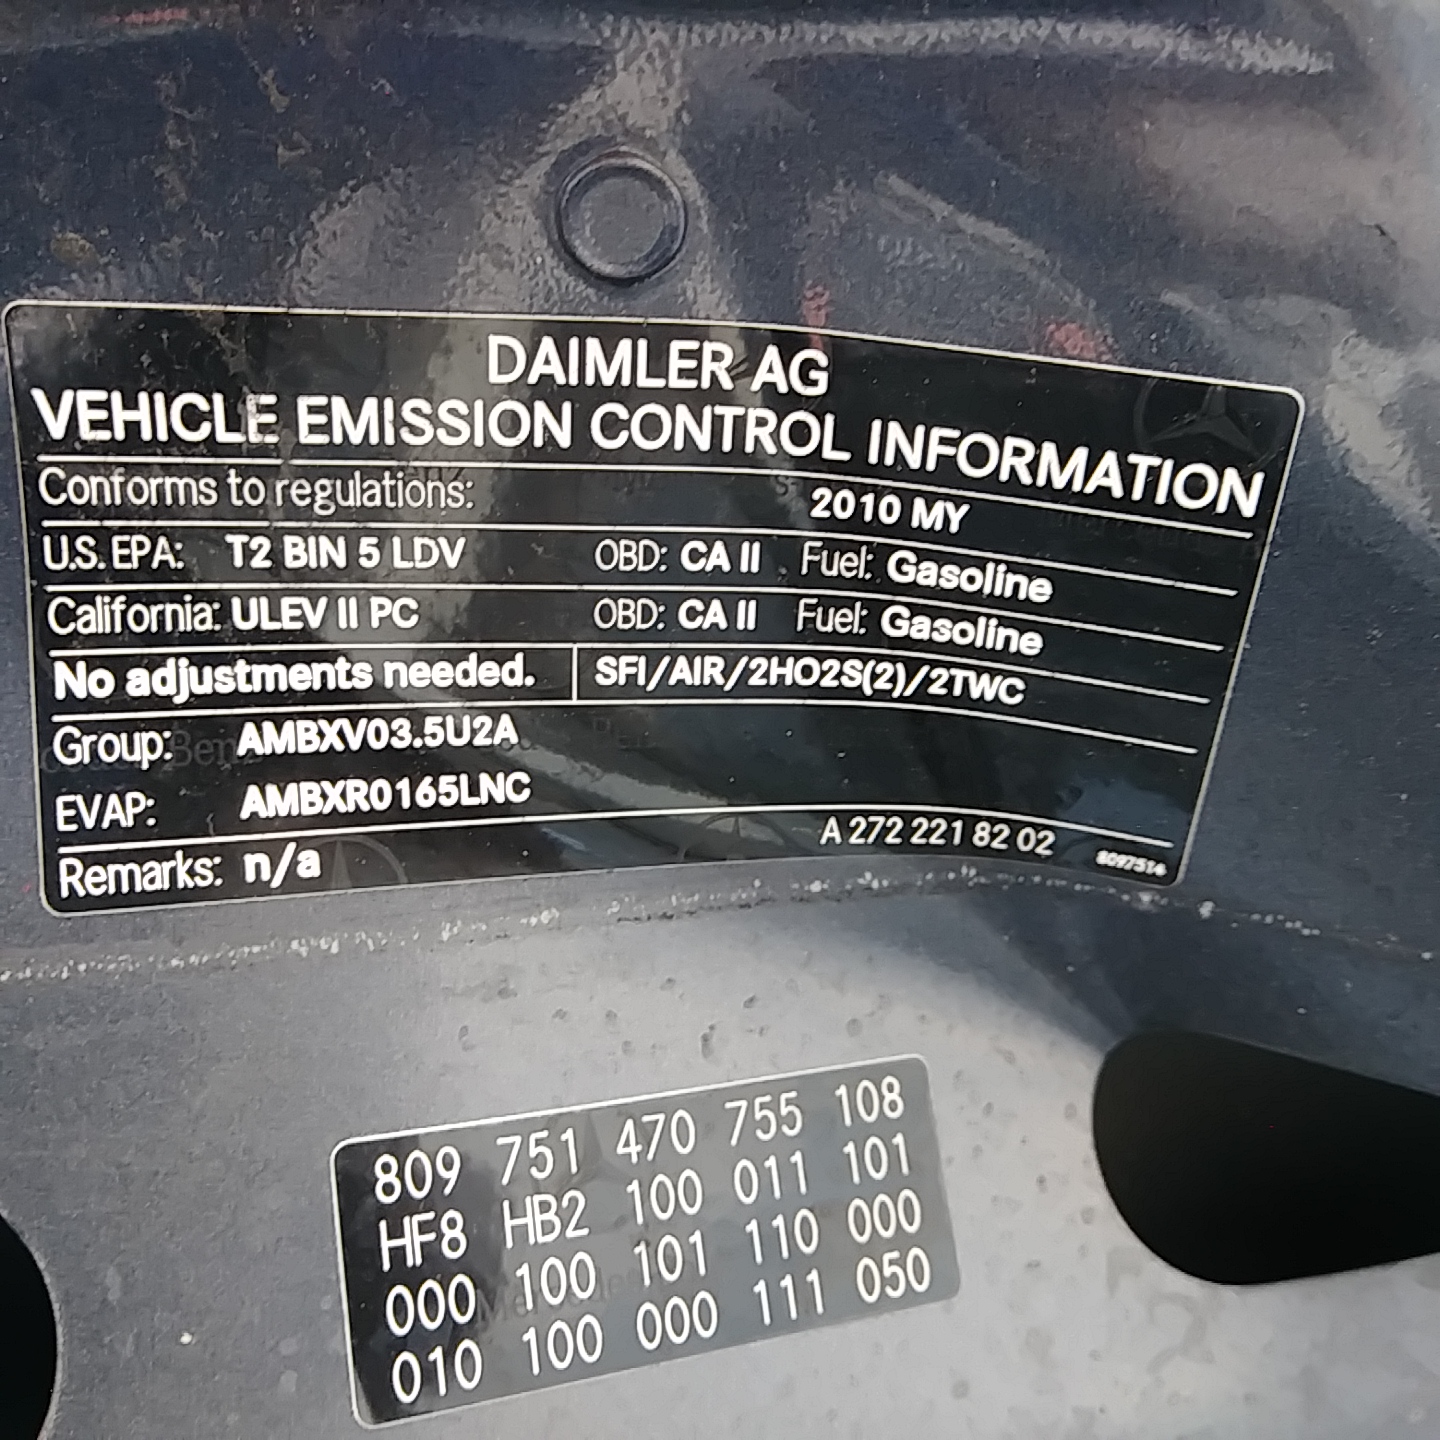 DAIMLER AG
VEHICLE EMISSION CONTROL INFORMATION
Conforms to regulations: 2010 MY
U.S. EPA: T2 BIN 5 LDV OBD: CA II Fuel: Gasoline
California: ULEV II PC OBD: CA II Fuel: Gasoline
No adjustments needed. SFI/AIR/2HO2S(2)/2TWC
Group: AMBXV03.5U2A
EVAP: AMBXR0165LNC
Remarks: n/a A 272 221 82 02 8097514
809 751 470 755 108
HF8 HB2 100 011 101
000 100 101 110 000
010 100 000 111 050